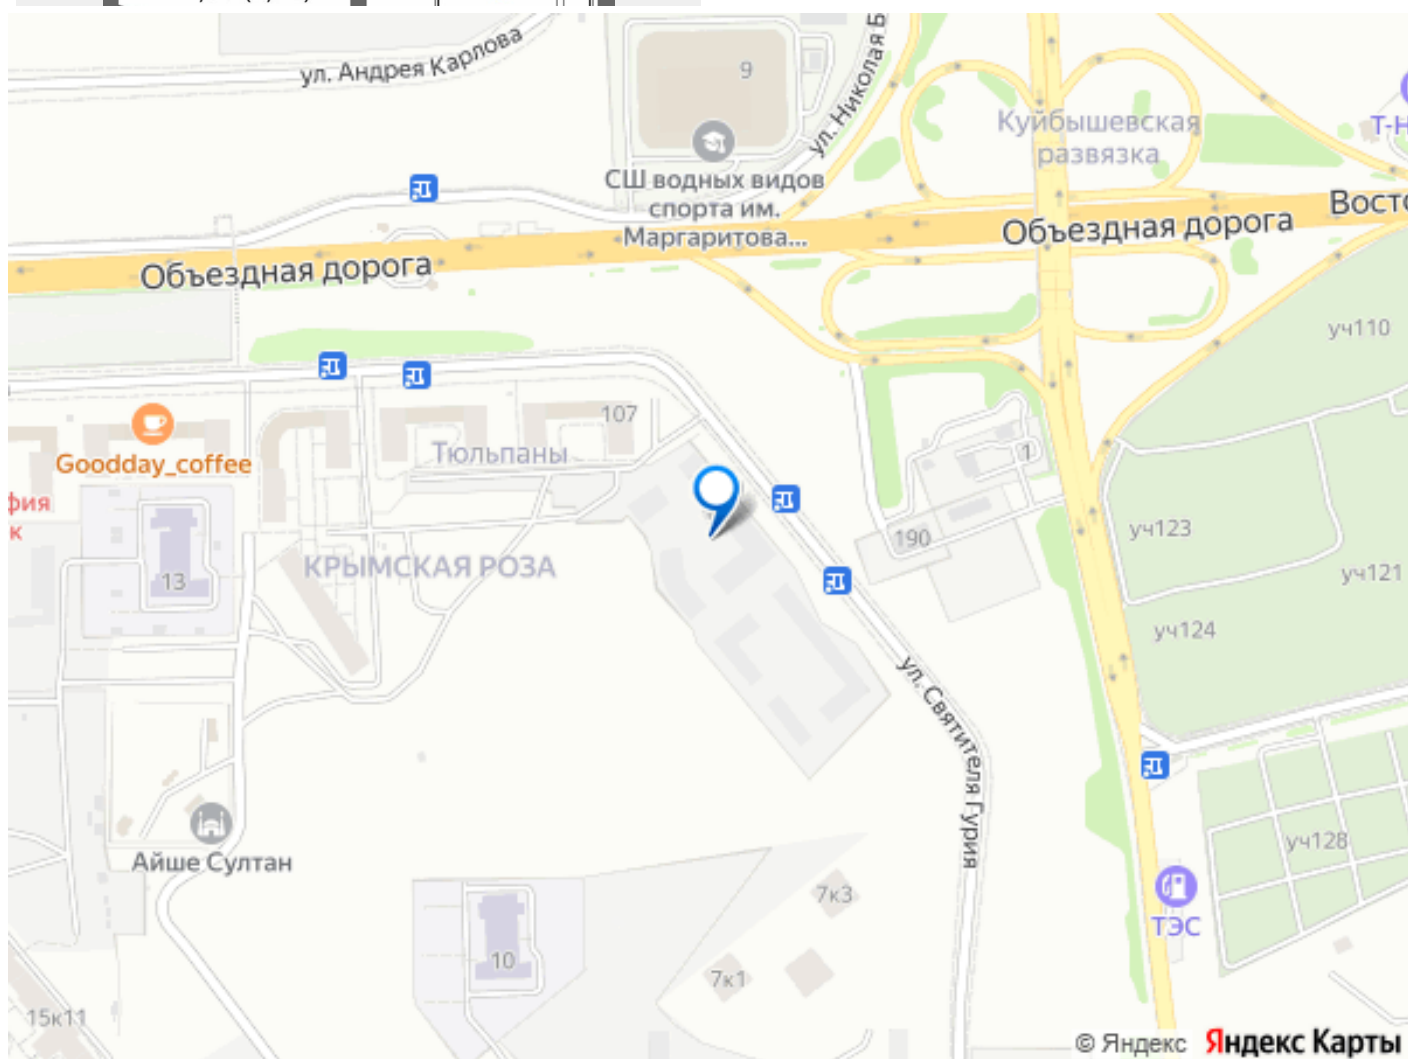 ул. Андрея Карлова
9
ул. Николая Б
Куйбышевская
развязка
Т-Н
СШ водных видов
спорта им.
Маргаритова...
Восто
Объездная дорога
Объездная дорога
уч110
107
Тюльпаны
Goodday_coffee
1
фия
к
уч123
190
КРЫМСКАЯ РОЗА
13
уч121
уч124
ул. Святителя Гурия
уч128
Айше Султан
7к3
ТЭС
10
7к1
15к11
© Яндекс Яндекс Карты